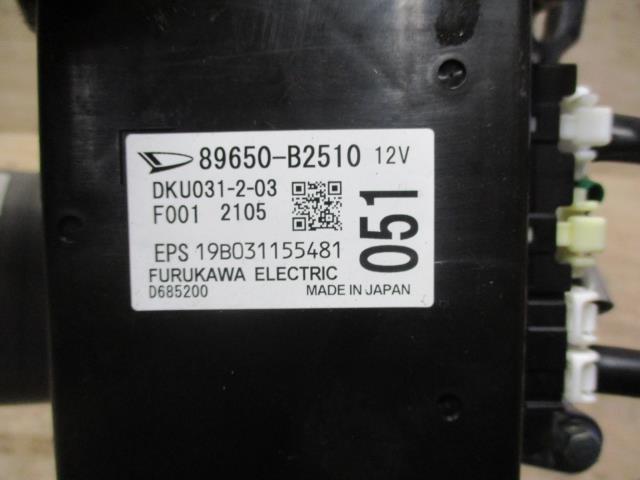 89650-B2510 12V
DKU031-2-03
F001 2105
051
EPS 19B031155481
FURUKAWA ELECTRIC
D685200 MADE IN JAPAN